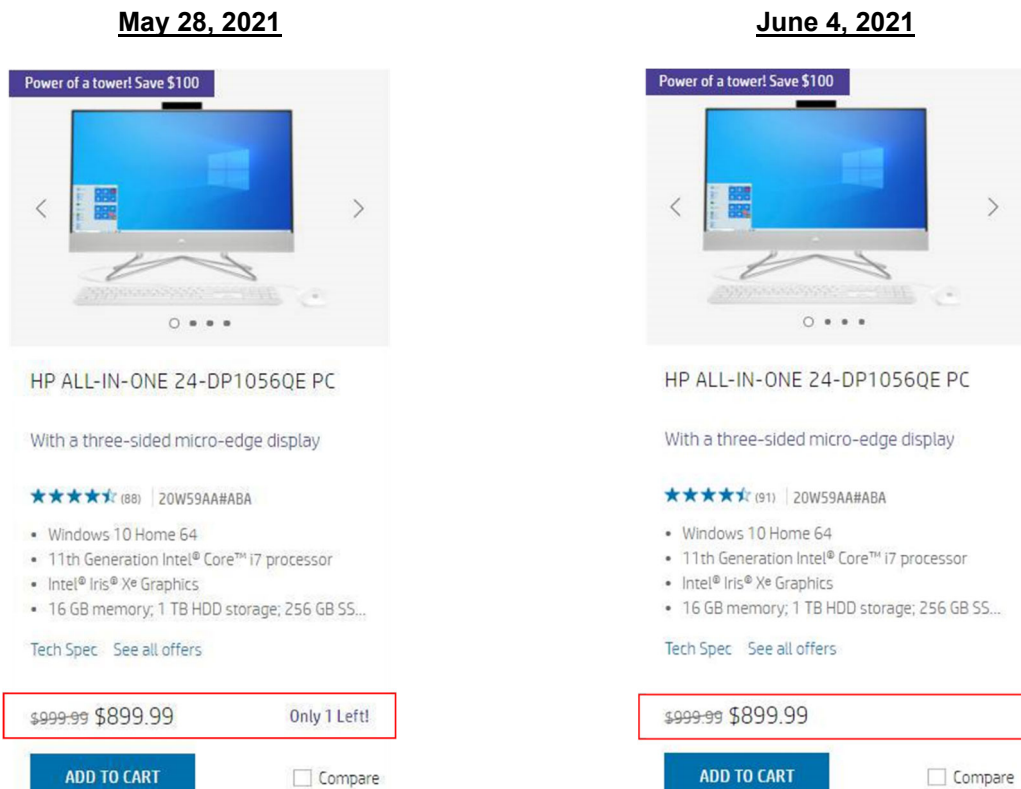 May 28, 2021
Power of a tower! Save $100
HP ALL-IN-ONE 24-DP1056QE PC
With a three-sided micro-edge display
(88) | 20W59AA#ABA
• Windows 10 Home 64
• 11th Generation Intel® Core™ i7 processor
• Intel® Iris® Xe Graphics
• 16 GB memory; 1 TB HDD storage; 256 GB SS...
Tech Spec See all offers
$999.99 $899.99 Only 1 Left!
ADD TO CART Compare
June 4, 2021
Power of a tower! Save $100
HP ALL-IN-ONE 24-DP1056QE PC
With a three-sided micro-edge display
(91) | 20W59AA#ABA
• Windows 10 Home 64
• 11th Generation Intel® Core™ i7 processor
• Intel® Iris® Xe Graphics
• 16 GB memory; 1 TB HDD storage; 256 GB SS...
Tech Spec See all offers
$999.99 $899.99
ADD TO CART Compare